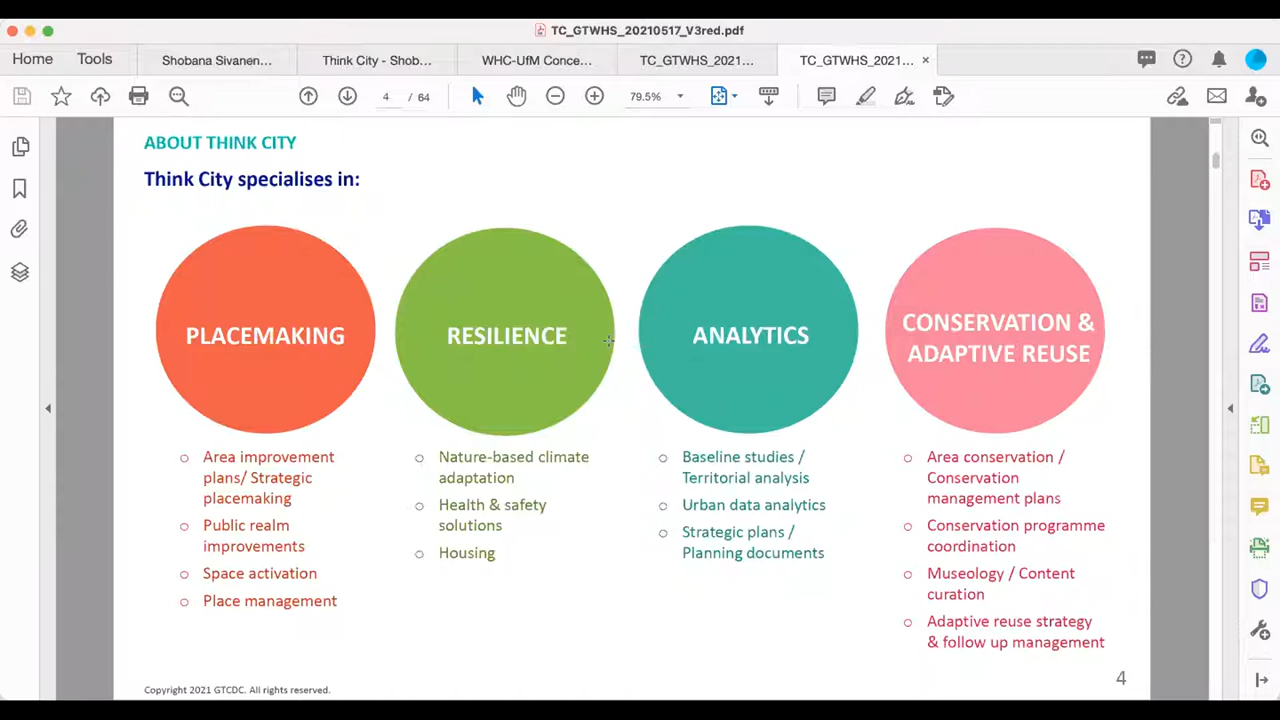 TC_GTWHS_20210517_V3red.pdf
Home
Tools
Shobana Sivanen...
Think City - Shob...
WHC-UfM Conce...
TC_GTWHS_2021...
TC_GTWHS_2021... ×
4 / 64
79.5%
ABOUT THINK CITY
Think City specialises in:
PLACEMAKING
RESILIENCE
ANALYTICS
CONSERVATION &
ADAPTIVE REUSE
Area improvement
plans/ Strategic
placemaking
Public realm
improvements
Space activation
Place management
Nature-based climate
adaptation
Health & safety
solutions
Housing
Baseline studies /
Territorial analysis
Urban data analytics
Strategic plans /
Planning documents
Area conservation /
Conservation
management plans
Conservation programme
coordination
Museology / Content
curation
Adaptive reuse strategy
& follow up management
Copyright 2021 GTCDC. All rights reserved.
4